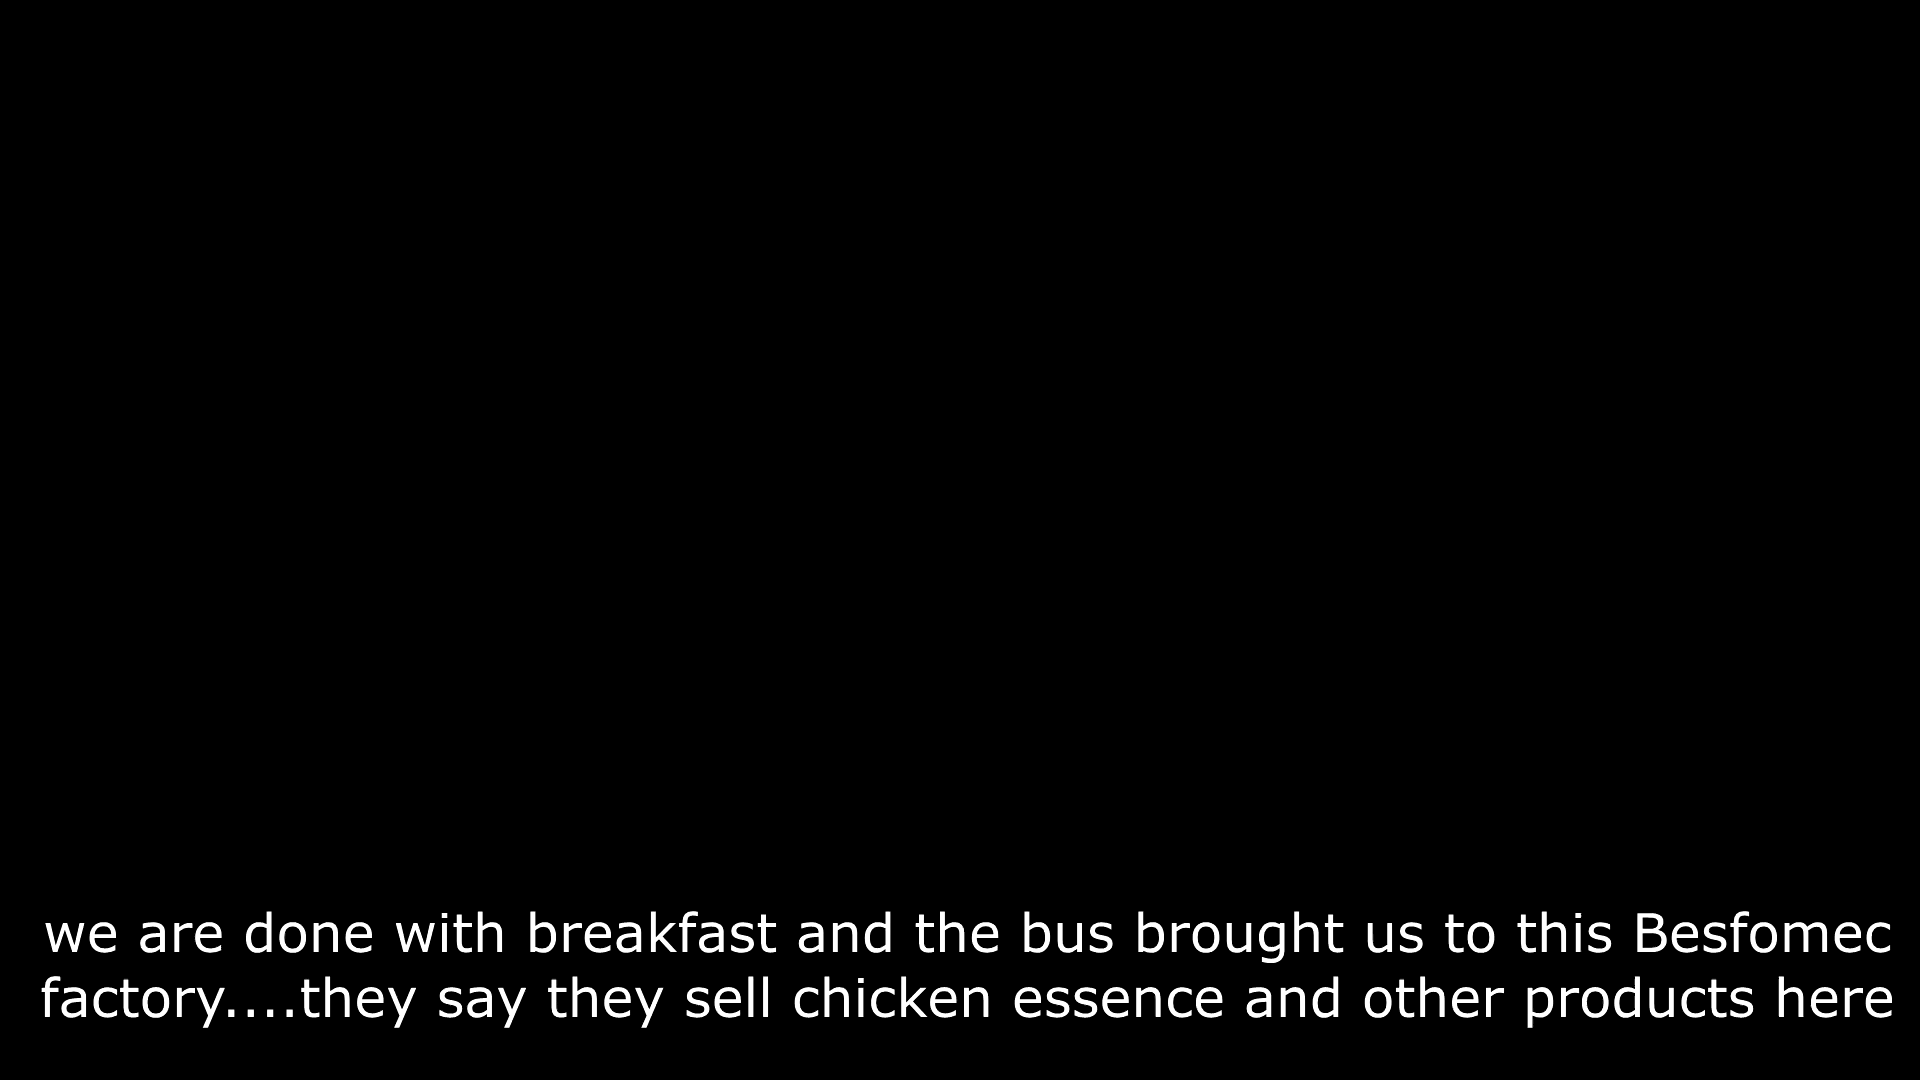 we are done with breakfast and the bus brought us to this Besfomec
factory....they say they sell chicken essence and other products here